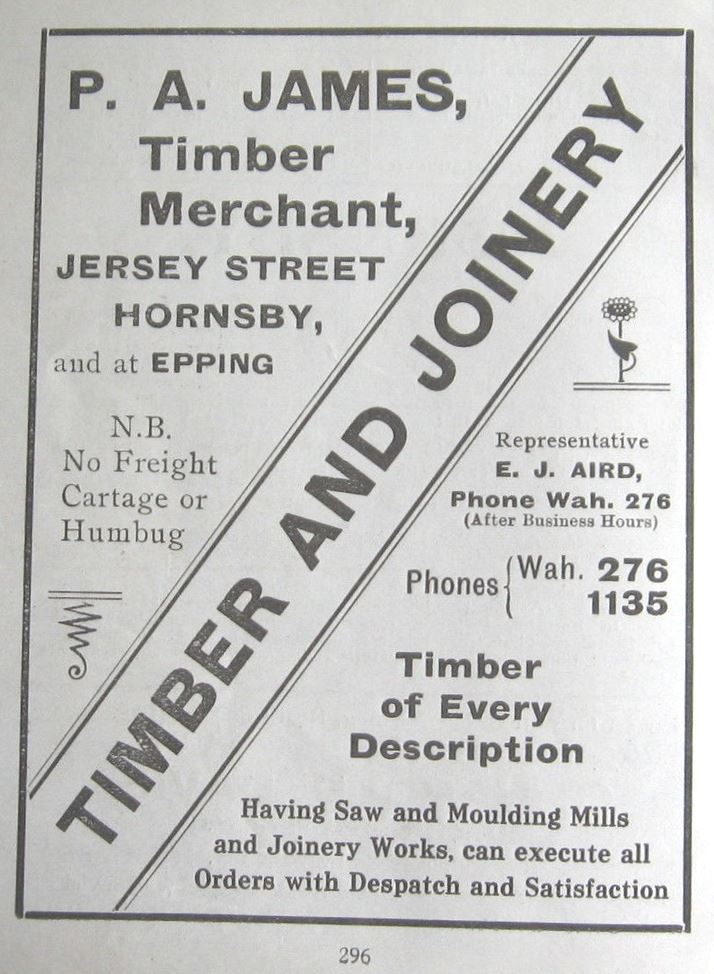 P. A. JAMES,
Timber
Merchant,
JERSEY STREET
HORNSBY,
and at EPPING
N.B.
No Freight
Cartage or
Humbug
TIMBER AND JOINERY
Representative
E. J. AIRD,
Phone Wah. 276
(After Business Hours)
Phones { Wah. 276
1135
Timber
of Every
Description
Having Saw and Moulding Mills
and Joinery Works, can execute all
Orders with Despatch and Satisfaction
296